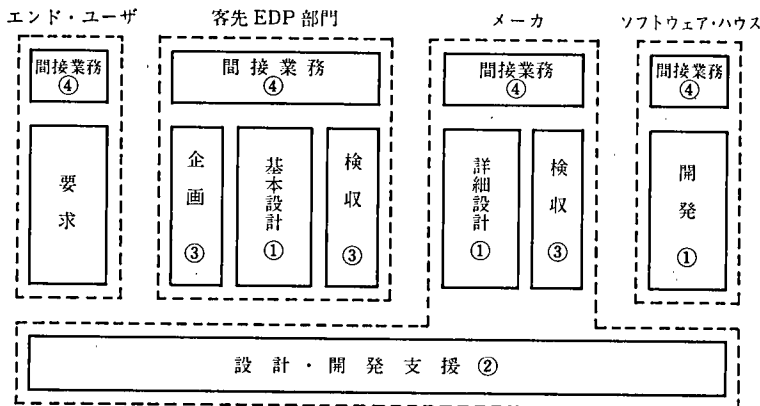 エンド・ユーザ
客先EDP部門
メーカ
ソフトウェア・ハウス
間接業務
④
間接業務
④
間接業務
④
間接業務
④
要求
企画
③
基本設計
①
検収
③
詳細設計
①
検収
③
開発
①
設計・開発支援 ②